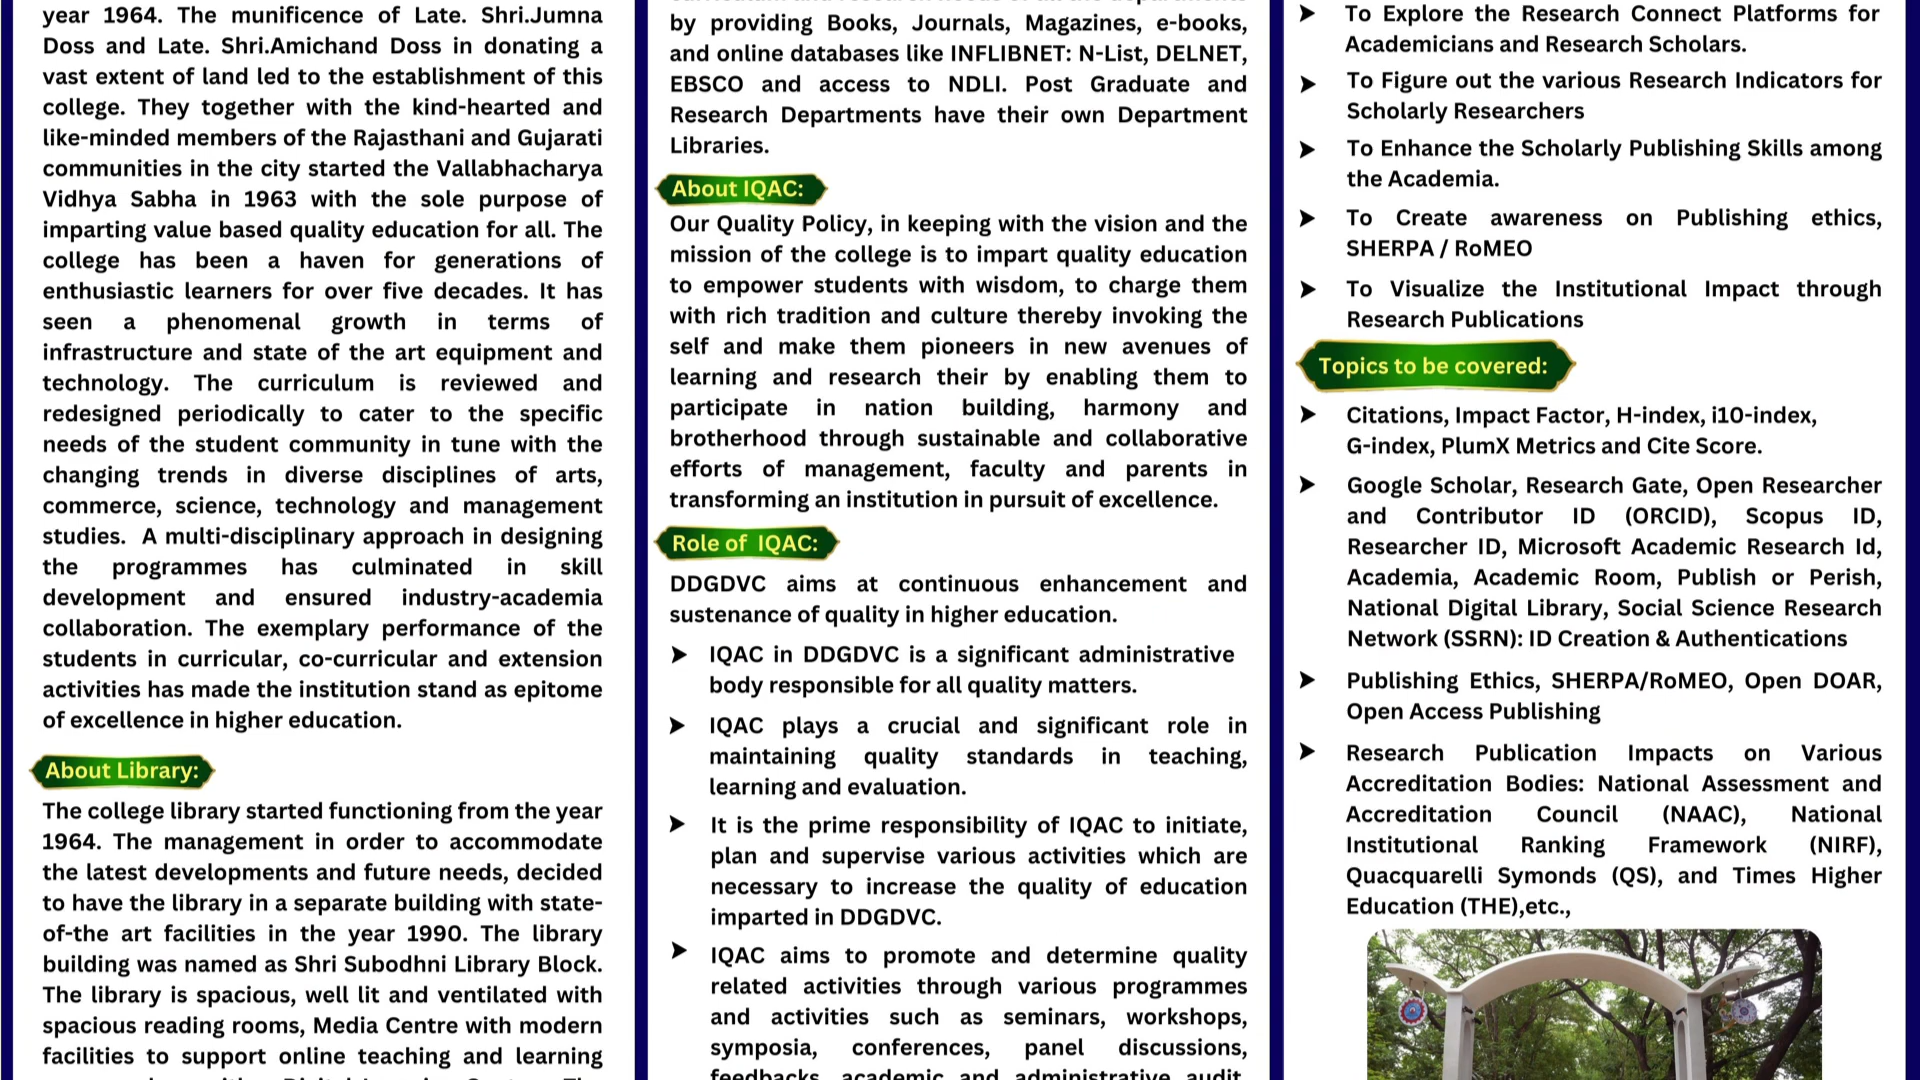 year 1964. The munificence of Late. Shri.Jumna
Doss and Late. Shri.Amichand Doss in donating a
vast extent of land led to the establishment of this
college. They together with the kind-hearted and
like-minded members of the Rajasthani and Gujarati
communities in the city started the Vallabhacharya
Vidhya Sabha in 1963 with the sole purpose of
imparting value based quality education for all. The
college has been a haven for generations of
enthusiastic learners for over five decades. It has
seen a phenomenal growth in terms of
infrastructure and state of the art equipment and
technology. The curriculum is reviewed and
redesigned periodically to cater to the specific
needs of the student community in tune with the
changing trends in diverse disciplines of arts,
commerce, science, technology and management
studies. A multi-disciplinary approach in designing
the programmes has culminated in skill
development and ensured industry-academia
collaboration. The exemplary performance of the
students in curricular, co-curricular and extension
activities has made the institution stand as epitome
of excellence in higher education.
About Library:
The college library started functioning from the year
1964. The management in order to accommodate
the latest developments and future needs, decided
to have the library in a separate building with state-
of-the art facilities in the year 1990. The library
building was named as Shri Subodhni Library Block.
The library is spacious, well lit and ventilated with
spacious reading rooms, Media Centre with modern
facilities to support online teaching and learning
by providing Books, Journals, Magazines, e-books,
and online databases like INFLIBNET: N-List, DELNET,
EBSCO and access to NDLI. Post Graduate and
Research Departments have their own Department
Libraries.
About IQAC:
Our Quality Policy, in keeping with the vision and the
mission of the college is to impart quality education
to empower students with wisdom, to charge them
with rich tradition and culture thereby invoking the
self and make them pioneers in new avenues of
learning and research their by enabling them to
participate in nation building, harmony and
brotherhood through sustainable and collaborative
efforts of management, faculty and parents in
transforming an institution in pursuit of excellence.
Role of IQAC:
DDGDVC aims at continuous enhancement and
sustenance of quality in higher education.
➤ IQAC in DDGDVC is a significant administrative
body responsible for all quality matters.
➤ IQAC plays a crucial and significant role in
maintaining quality standards in teaching,
learning and evaluation.
➤ It is the prime responsibility of IQAC to initiate,
plan and supervise various activities which are
necessary to increase the quality of education
imparted in DDGDVC.
➤ IQAC aims to promote and determine quality
related activities through various programmes
and activities such as seminars, workshops,
symposia, conferences, panel discussions,
feedbacks, academic and administrative audit,
➤ To Explore the Research Connect Platforms for
Academicians and Research Scholars.
➤ To Figure out the various Research Indicators for
Scholarly Researchers
➤ To Enhance the Scholarly Publishing Skills among
the Academia.
➤ To Create awareness on Publishing ethics,
SHERPA / RoMEO
➤ To Visualize the Institutional Impact through
Research Publications
Topics to be covered:
➤ Citations, Impact Factor, H-index, i10-index,
G-index, PlumX Metrics and Cite Score.
➤ Google Scholar, Research Gate, Open Researcher
and Contributor ID (ORCID), Scopus ID,
Researcher ID, Microsoft Academic Research Id,
Academia, Academic Room, Publish or Perish,
National Digital Library, Social Science Research
Network (SSRN): ID Creation & Authentications
➤ Publishing Ethics, SHERPA/RoMEO, Open DOAR,
Open Access Publishing
➤ Research Publication Impacts on Various
Accreditation Bodies: National Assessment and
Accreditation Council (NAAC), National
Institutional Ranking Framework (NIRF),
Quacquarelli Symonds (QS), and Times Higher
Education (THE),etc.,